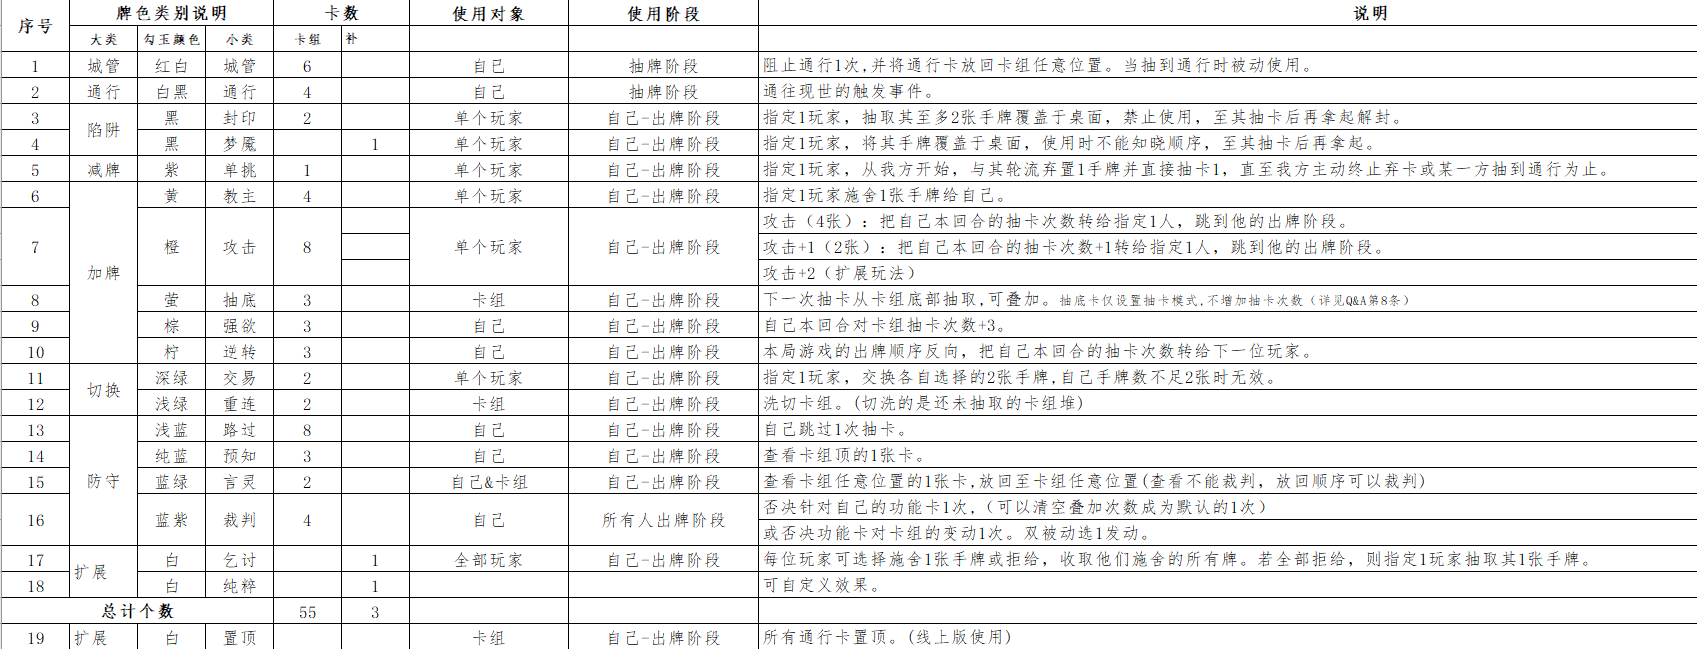 序号 牌色类别说明 卡数 使用对象 使用阶段 说明
大类 勾玉颜色 小类 卡组 补
1 城管 红白 城管 6 自己 抽牌阶段 阻止通行1次,并将通行卡放回卡组任意位置。当抽到通行时被动使用。
2 通行 白黑 通行 4 自己 抽牌阶段 通往现世的触发事件。
3 陷阱 黑 封印 2 单个玩家 自己-出牌阶段 指定1玩家, 抽取其至多2张手牌覆盖于桌面, 禁止使用, 至其抽卡后再拿起解封。
4 黑 梦魇 1 单个玩家 自己-出牌阶段 指定1玩家, 将其手牌覆盖于桌面, 使用时不能知晓顺序, 至其抽卡后再拿起。
5 减牌 紫 单挑 1 单个玩家 自己-出牌阶段 指定1玩家, 从我方开始, 与其轮流弃置1手牌并直接抽卡1, 直至我方主动终止弃卡或某一方抽到通行为止。
6 加牌 黄 教主 4 单个玩家 自己-出牌阶段 指定1玩家施舍1张手牌给自己。
7 橙 攻击 8 单个玩家 自己-出牌阶段 攻击（4张）: 把自己本回合的抽卡次数转给指定1人, 跳到他的出牌阶段。
攻击+1（2张）: 把自己本回合的抽卡次数+1转给指定1人, 跳到他的出牌阶段。
攻击+2（扩展玩法）
8 萤 抽底 3 卡组 自己-出牌阶段 下一次抽卡从卡组底部抽取,可叠加。抽底卡仅设置抽卡模式,不增加抽卡次数（详见Q&A第8条）
9 棕 强欲 3 自己 自己-出牌阶段 自己本回合对卡组抽卡次数+3。
10 柠 逆转 3 自己 自己-出牌阶段 本局游戏的出牌顺序反向, 把自己本回合的抽卡次数转给下一位玩家。
11 切换 深绿 交易 2 单个玩家 自己-出牌阶段 指定1玩家, 交换各自选择的2张手牌,自己手牌数不足2张时无效。
12 浅绿 重连 2 卡组 自己-出牌阶段 洗切卡组。(切洗的是还未抽取的卡组堆)
13 防守 浅蓝 路过 8 自己 自己-出牌阶段 自己跳过1次抽卡。
14 纯蓝 预知 3 自己 自己-出牌阶段 查看卡组顶的1张卡。
15 蓝绿 言灵 2 自己&卡组 自己-出牌阶段 查看卡组任意位置的1张卡,放回至卡组任意位置(查看不能裁判, 放回顺序可以裁判)
16 蓝紫 裁判 4 自己 所有人出牌阶段 否决针对自己的功能卡1次, （可以清空叠加次数成为默认的1次）
或否决功能卡对卡组的变动1次。双被动选1发动。
17 扩展 白 乞讨 1 全部玩家 自己-出牌阶段 每位玩家可选择施舍1张手牌或拒给, 收取他们施舍的所有牌。若全部拒给, 则指定1玩家抽取其1张手牌。
18 白 纯粹 1 可自定义效果。
总计个数 55 3
19 扩展 白 置顶 卡组 自己-出牌阶段 所有通行卡置顶。(线上版使用)